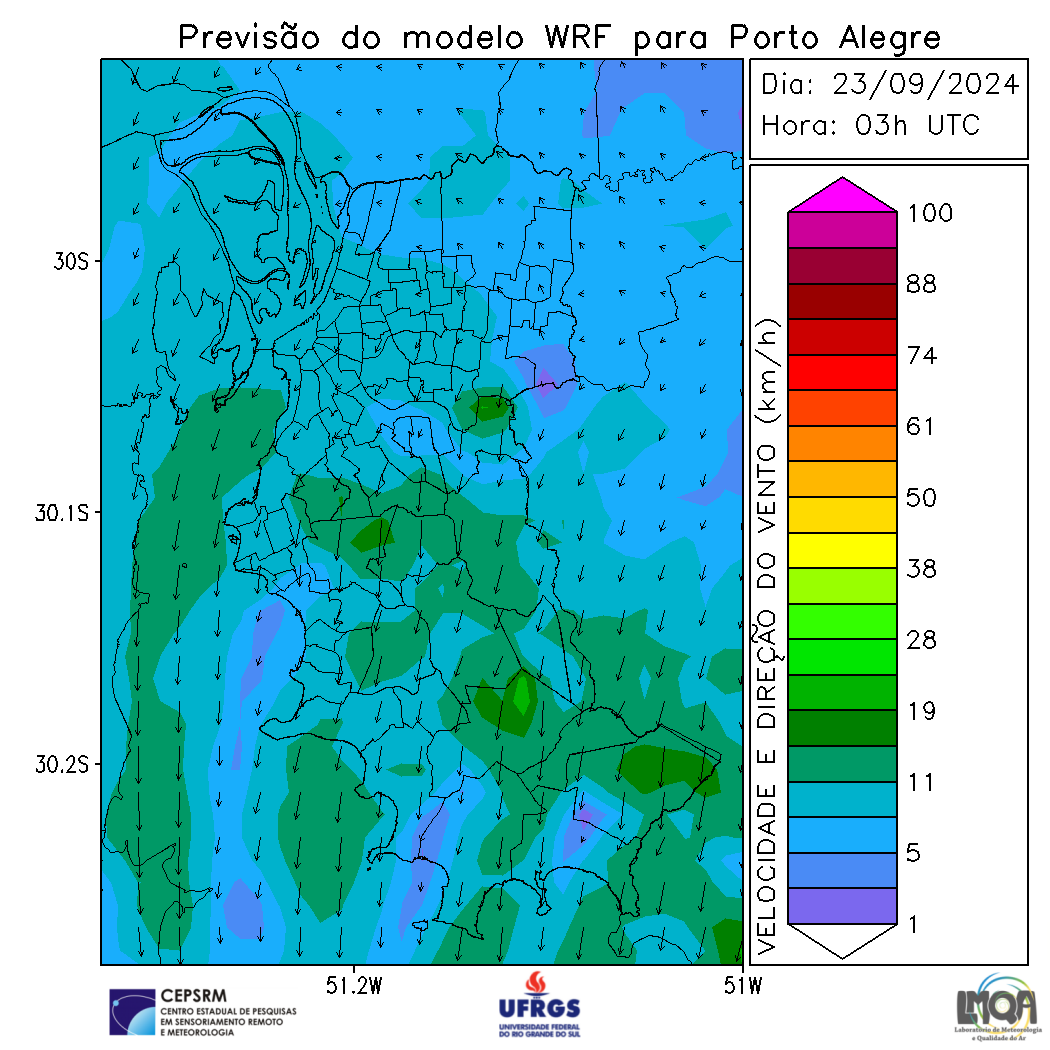 Previsão do modelo WRF para Porto Alegre
Dia: 23/09/2024
Hora: 03h UTC
30S
30.1S
30.2S
51.2W
51W
VELOCIDADE E DIREÇÃO DO VENTO (km/h)
100
88
74
61
50
38
28
19
11
5
1
CEPSRM
CENTRO ESTADUAL DE PESQUISAS
EM SENSORIAMENTO REMOTO
E METEOROLOGIA
UFRGS
UNIVERSIDADE FEDERAL
DO RIO GRANDE DO SUL
LMQA
Laboratório de Meteorologia
e Qualidade do Ar